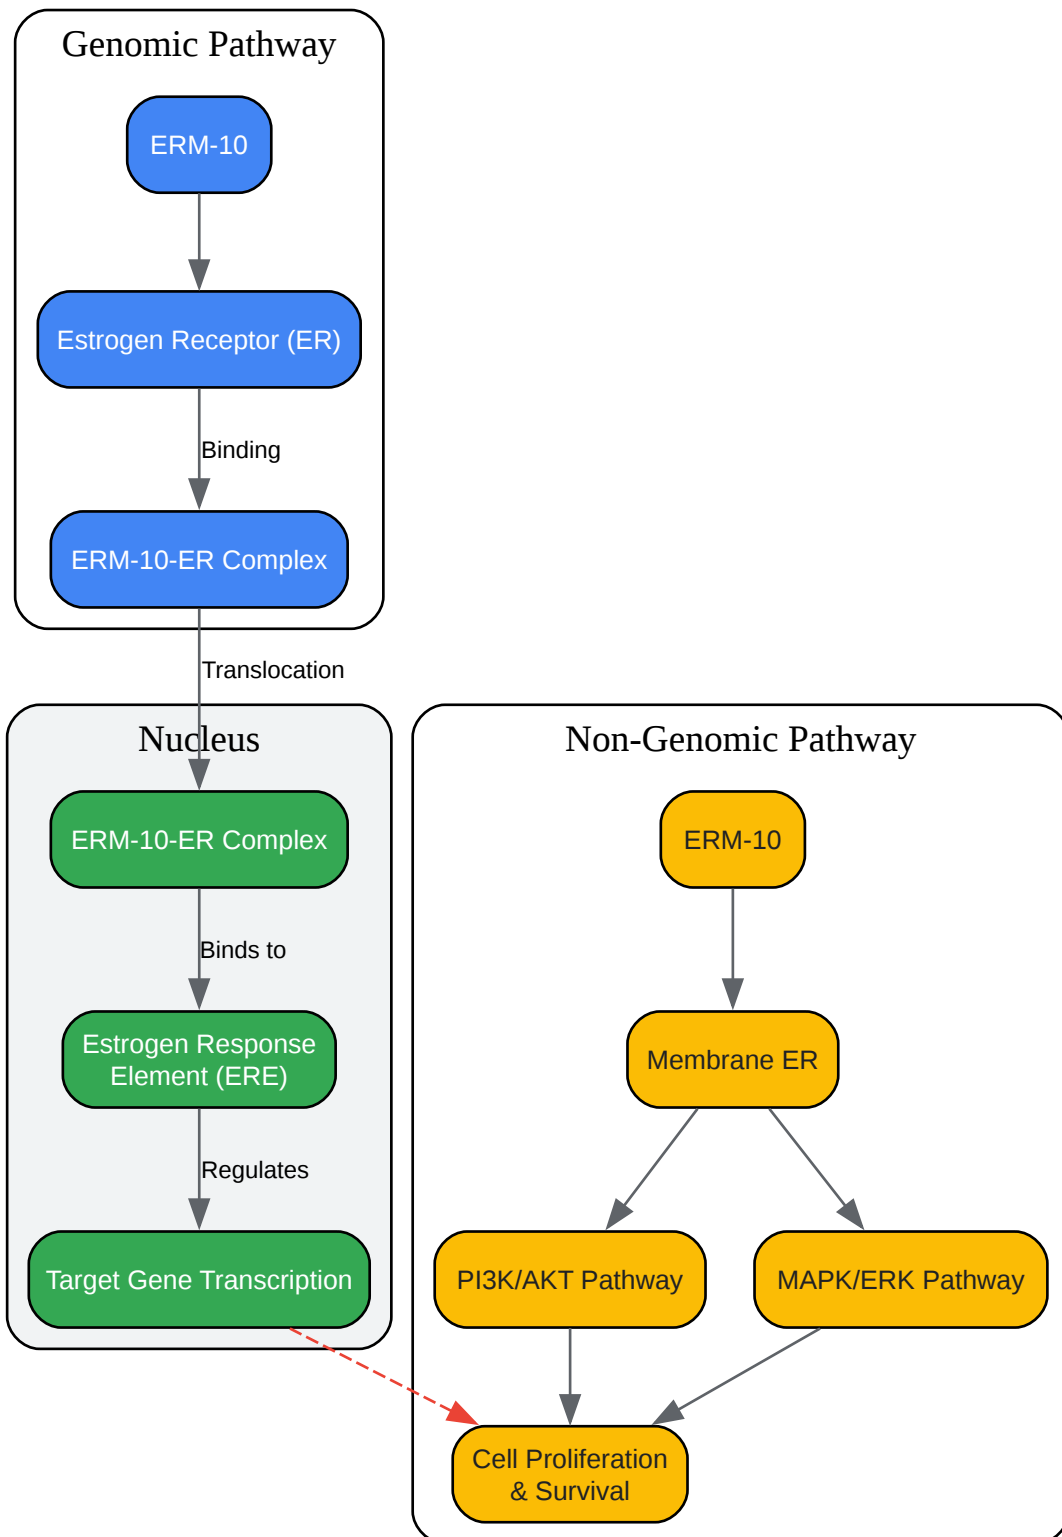 Genomic Pathway
ERM-10
Estrogen Receptor (ER)
Binding
ERM-10-ER Complex
Translocation
Nucleus
ERM-10-ER Complex
Binds to
Estrogen Response
Element (ERE)
Regulates
Target Gene Transcription
Non-Genomic Pathway
ERM-10
Membrane ER
PI3K/AKT Pathway
MAPK/ERK Pathway
Cell Proliferation
& Survival